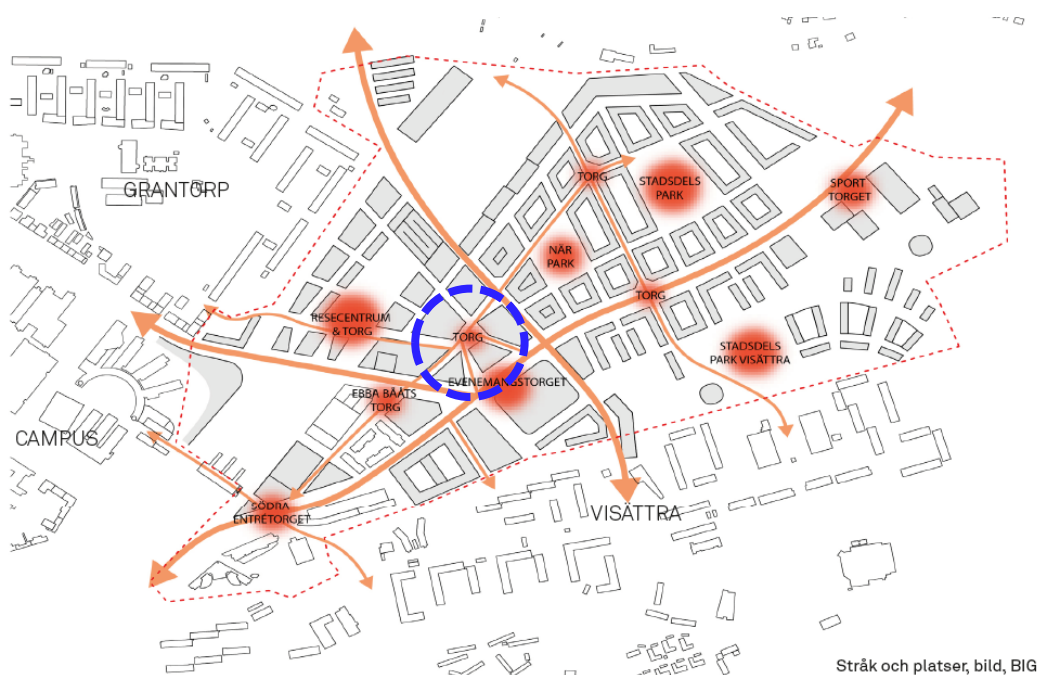 GRANTORP
TORG
STADSDELS
PARK
SPORT
TORGET
NÄR
PARK
TORG
RESECENTRUM
& TORG
TORG
STADSDELS
PARK VISÄTTRA
EVENEMANGSTORGET
EBBA BÅÅTS
TORG
CAMPUS
SÖDRA
ENTRÉTORGET
VISÄTTRA
Stråk och platser, bild, BIG